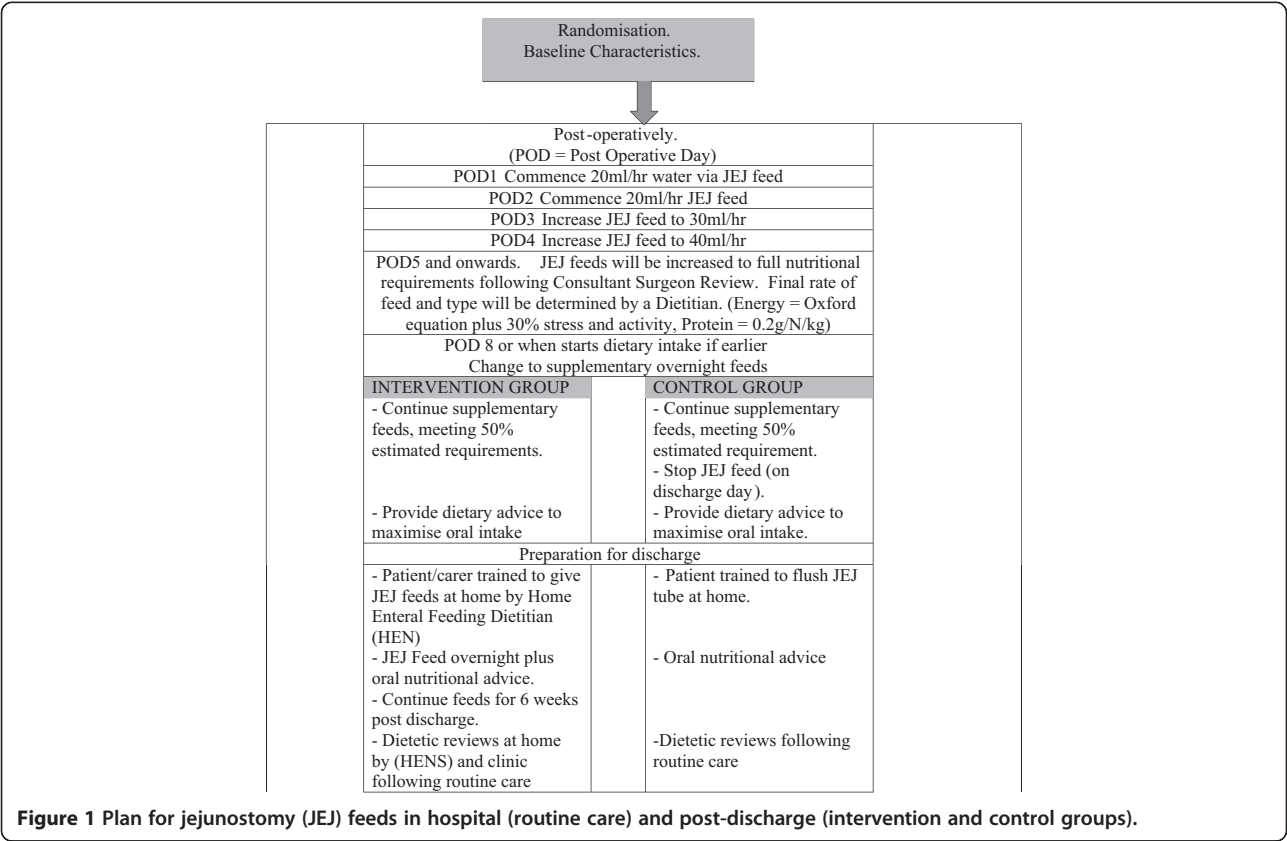 Randomisation.
Baseline Characteristics.
Post-operatively.
(POD = Post Operative Day)
POD1 Commence 20ml/hr water via JEJ feed
POD2 Commence 20ml/hr JEJ feed
POD3 Increase JEJ feed to 30ml/hr
POD4 Increase JEJ feed to 40ml/hr
POD5 and onwards. JEJ feeds will be increased to full nutritional
requirements following Consultant Surgeon Review. Final rate of
feed and type will be determined by a Dietitian. (Energy = Oxford
equation plus 30% stress and activity, Protein = 0.2g/N/kg)
POD 8 or when starts dietary intake if earlier
Change to supplementary overnight feeds
INTERVENTION GROUP
- Continue supplementary
feeds, meeting 50%
estimated requirements.
- Provide dietary advice to
maximise oral intake
CONTROL GROUP
- Continue supplementary
feeds, meeting 50%
estimated requirement.
- Stop JEJ feed (on
discharge day).
- Provide dietary advice to
maximise oral intake.
Preparation for discharge
- Patient/carer trained to give
JEJ feeds at home by Home
Enteral Feeding Dietitian
(HEN)
- JEJ Feed overnight plus
oral nutritional advice.
- Continue feeds for 6 weeks
post discharge.
- Dietetic reviews at home
by (HENS) and clinic
following routine care
- Patient trained to flush JEJ
tube at home.
- Oral nutritional advice
-Dietetic reviews following
routine care
Figure 1 Plan for jejunostomy (JEJ) feeds in hospital (routine care) and post-discharge (intervention and control groups).